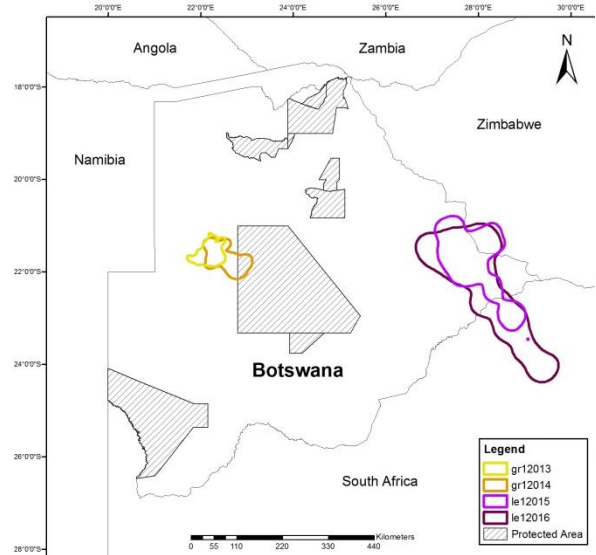 20°0'0"E 22°0'0"E 24°0'0"E 26°0'0"E 28°0'0"E 30°0'0"E
Angola
Zambia
N
18°0'0"S
Zimbabwe
Namibia
20°0'0"S
22°0'0"S
24°0'0"S
Botswana
26°0'0"S
South Africa
28°0'0"S
Legend
gr12013
gr12014
le12015
le12016
Protected Area
Kilometers
0 55 110 220 330 440